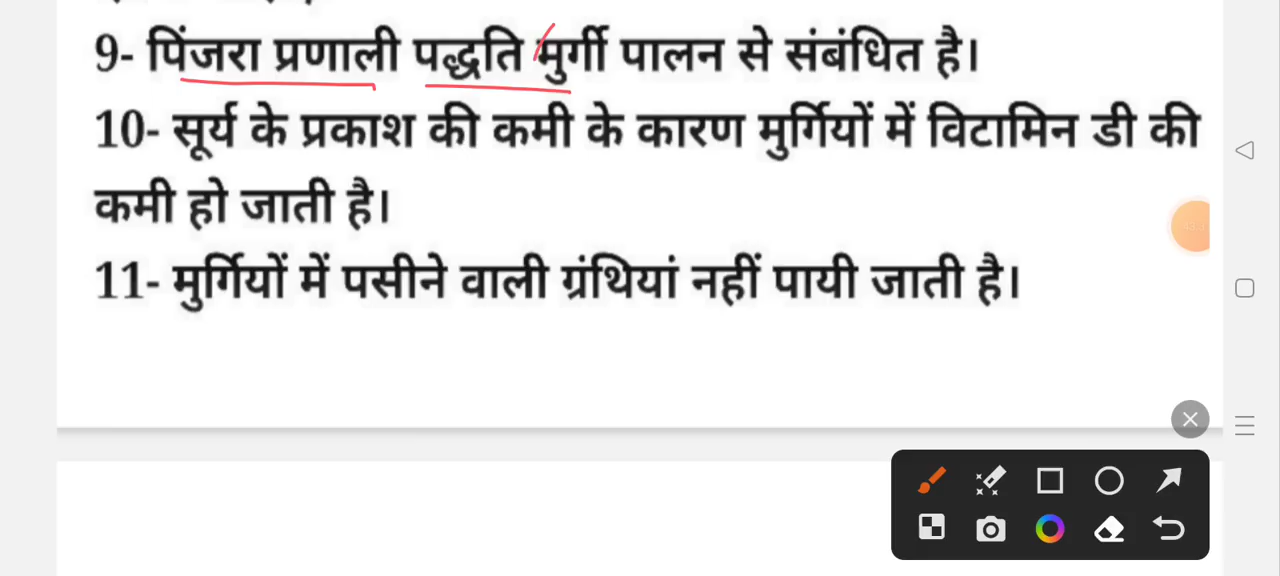 9- पिंजरा प्रणाली पद्धति मुर्गी पालन से संबंधित है।
10- सूर्य के प्रकाश की कमी के कारण मुर्गियों में विटामिन डी की
कमी हो जाती है।
11- मुर्गियों में पसीने वाली ग्रंथियां नहीं पायी जाती है।